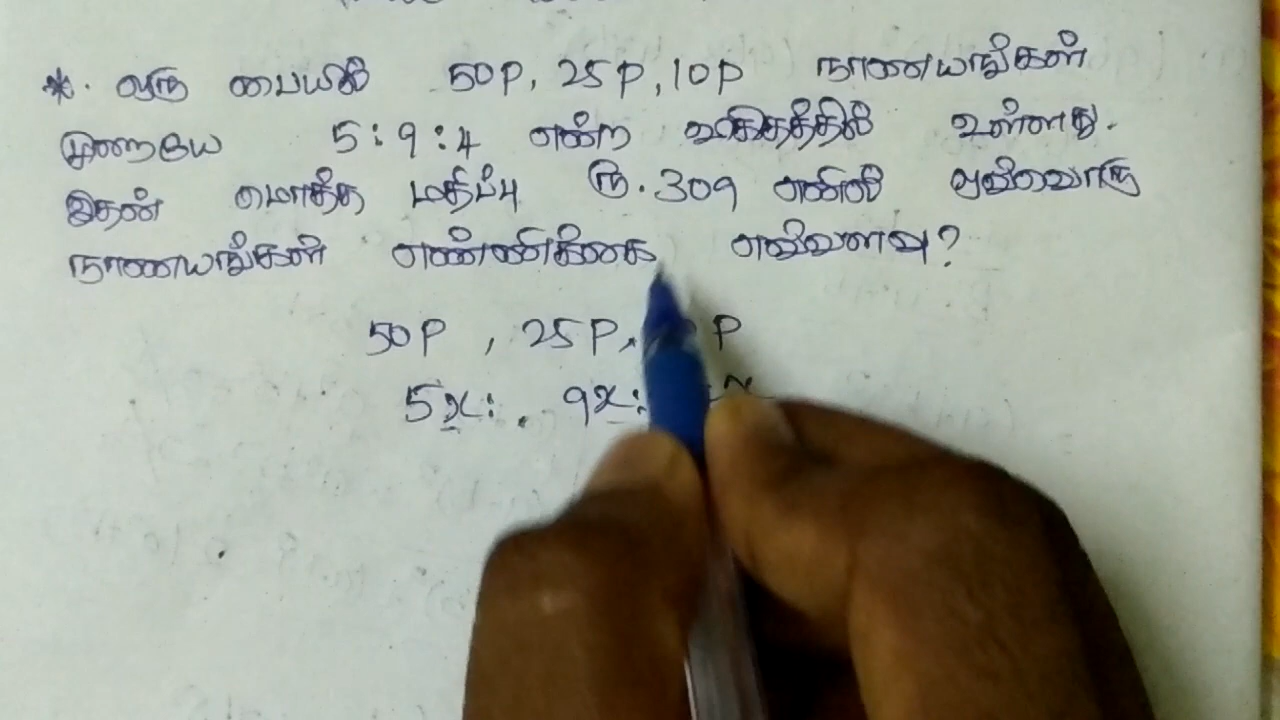 *. ஒரு பையில் 50P, 25P, 10P நாணயங்கள்
முறையே 5:9:4 என்ற விகிதத்தில் உள்ளது.
இதன் மொத்த மதிப்பு ரூ.309 எனில் ஒவ்வொரு
நாணயங்கள் எண்ணிக்கை எவ்வளவு?
50P , 25P, P
5x: 9x: